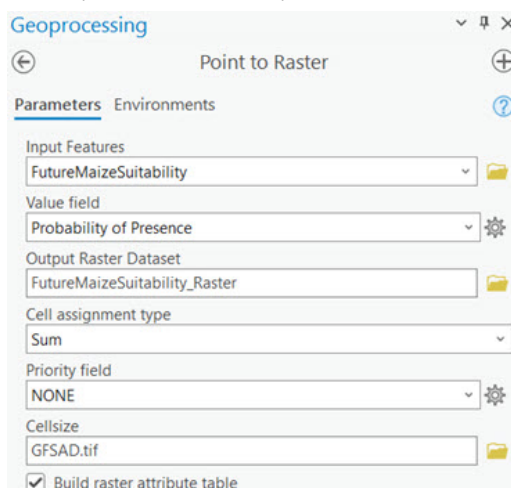 Geoprocessing
Point to Raster
Parameters Environments
Input Features
FutureMaizeSuitability
Value field
Probability of Presence
Output Raster Dataset
FutureMaizeSuitability_Raster
Cell assignment type
Sum
Priority field
NONE
Cellsize
GFSAD.tif
Build raster attribute table